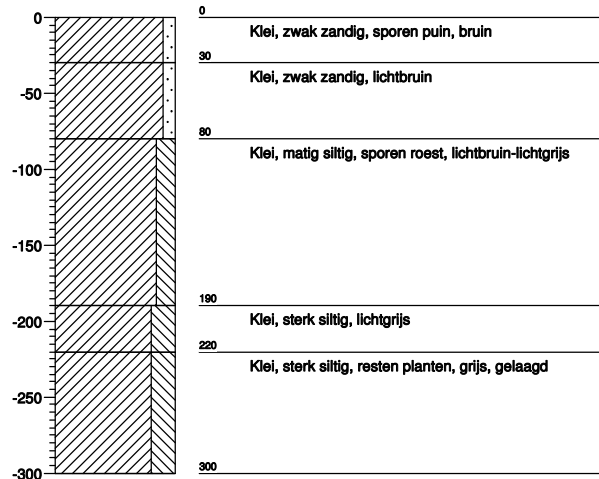 0
0
Klei, zwak zandig, sporen puin, bruin
30
-50
Klei, zwak zandig, lichtbruin
80
Klei, matig siltig, sporen roest, lichtbruin-lichtgrijs
-100
-150
190
-200
Klei, sterk siltig, lichtgrijs
220
Klei, sterk siltig, resten planten, grijs, gelaagd
-250
-300
300